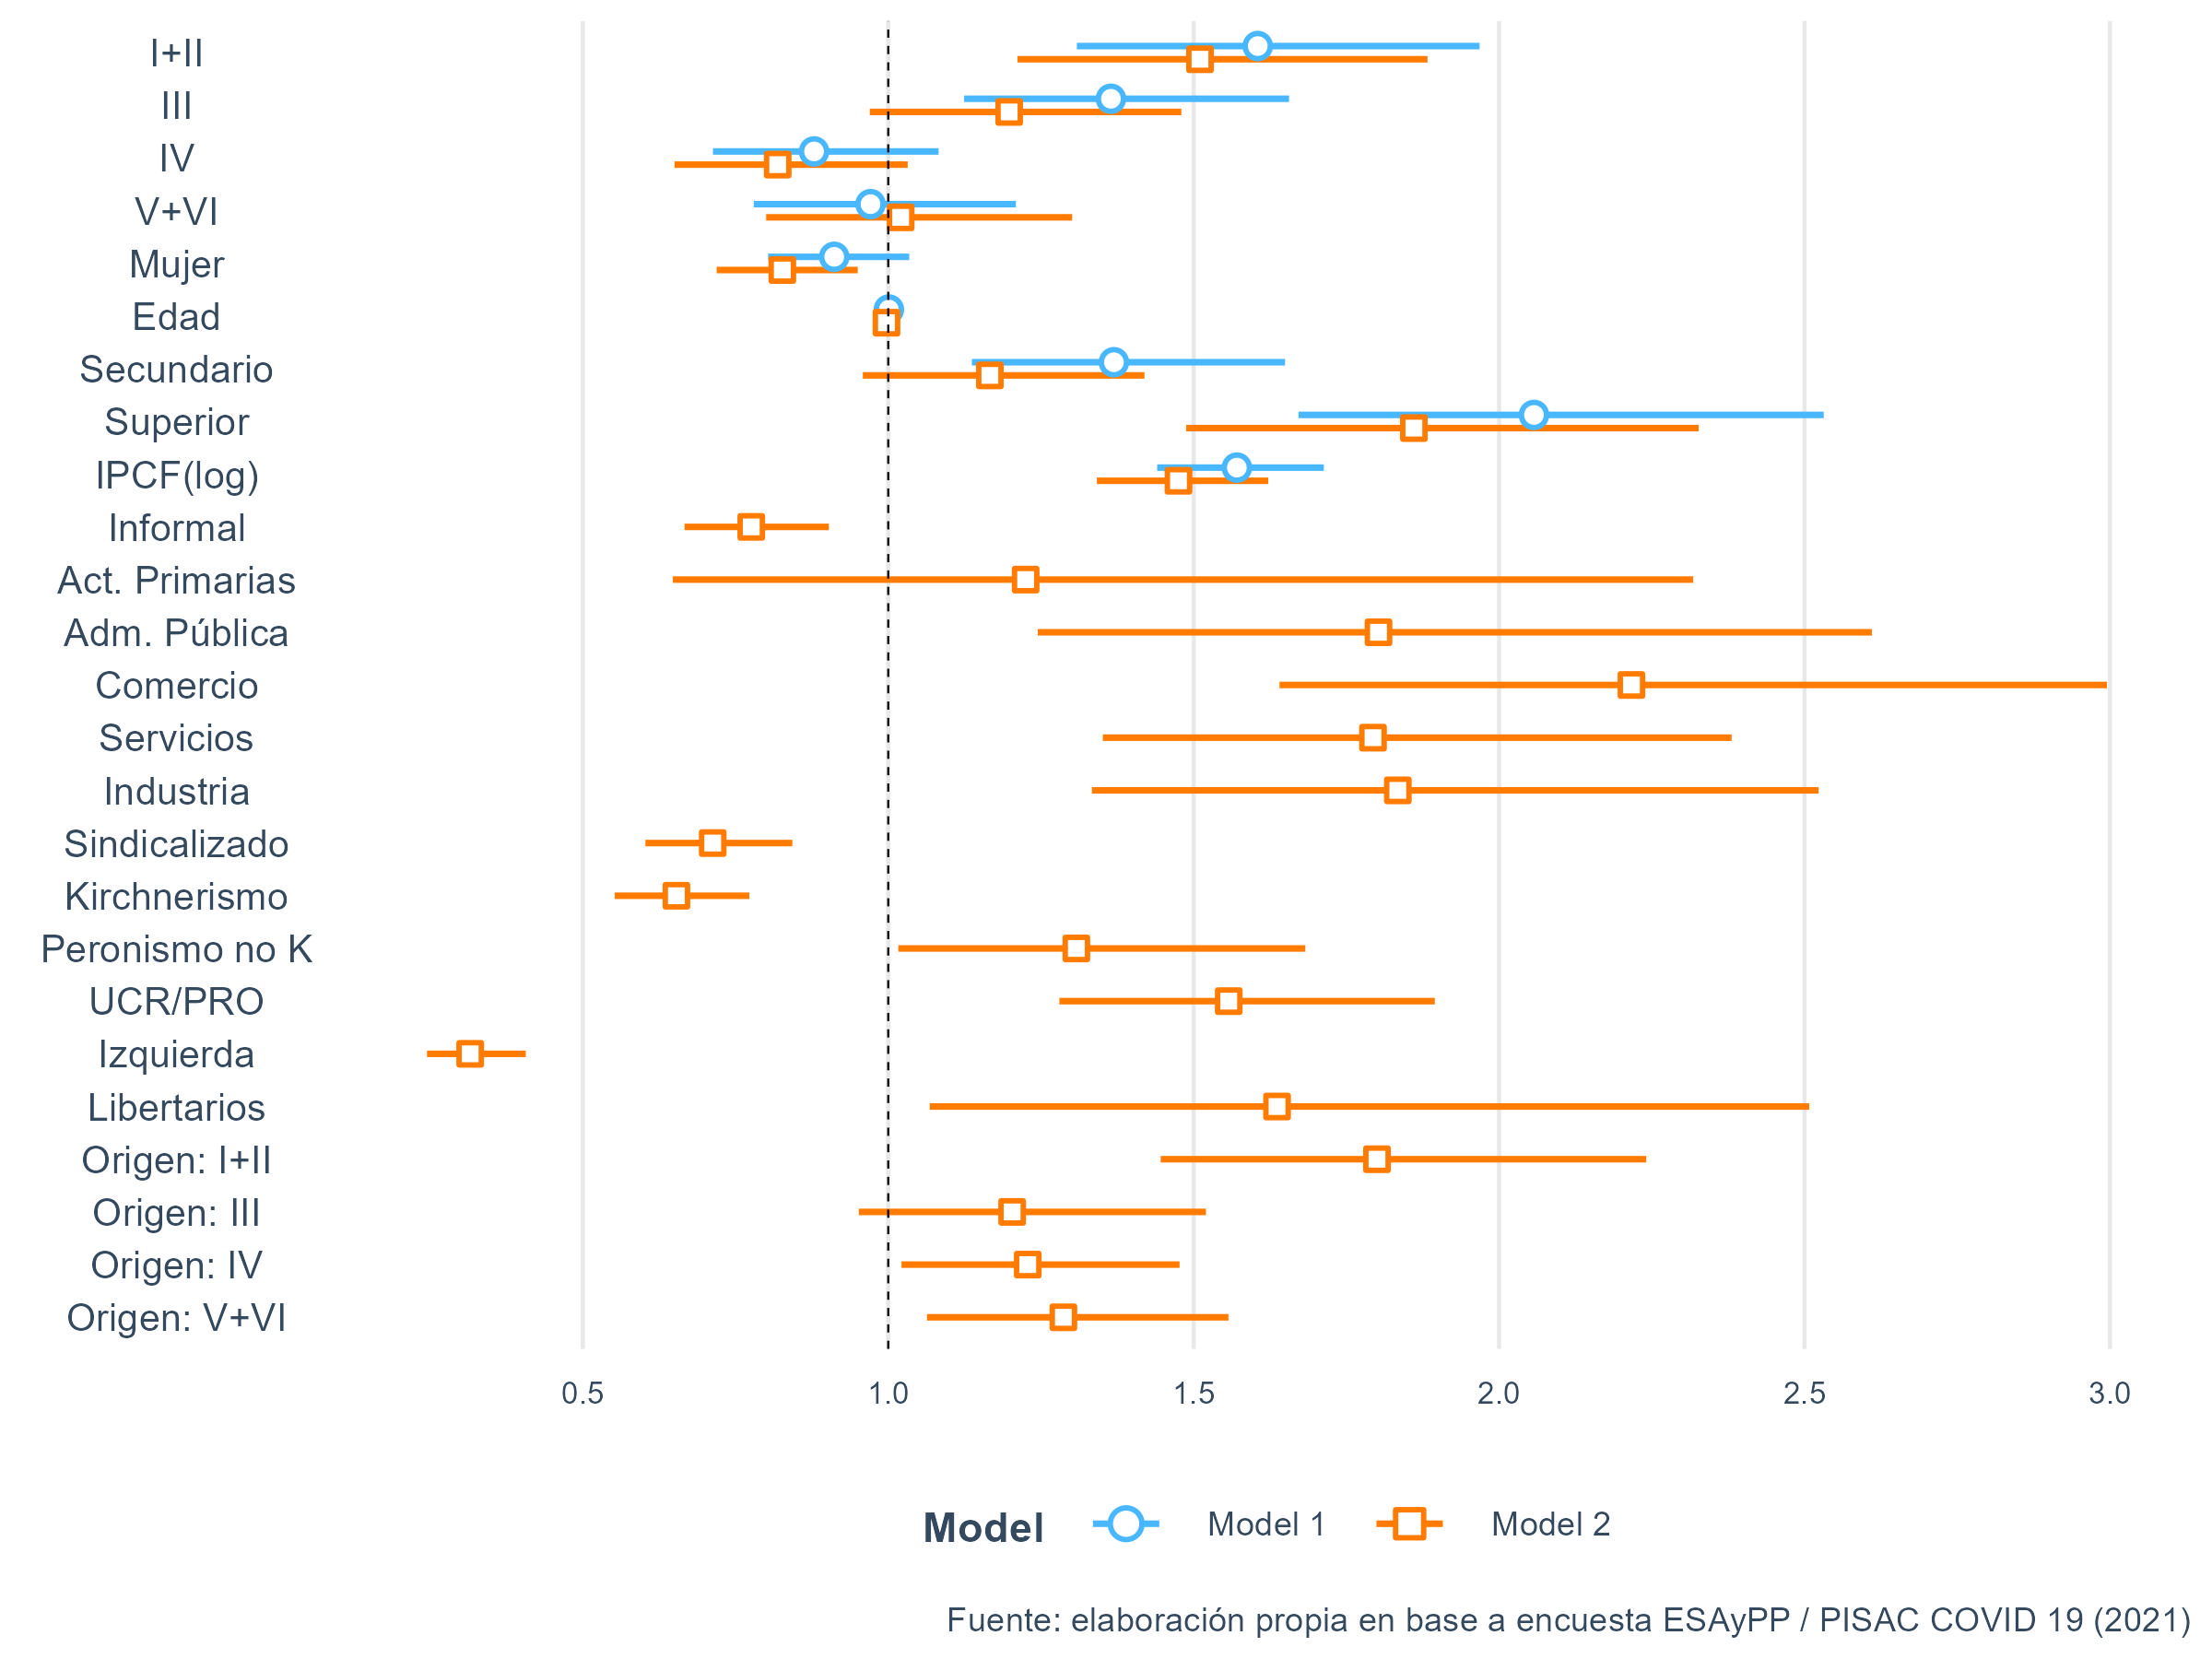 I+II
III
IV
V+VI
Mujer
Edad
Secundario
Superior
IPCF(log)
Informal
Act. Primarias
Adm. Pública
Comercio
Servicios
Industria
Sindicalizado
Kirchnerismo
Peronismo no K
UCR/PRO
Izquierda
Libertarios
Origen: I+II
Origen: III
Origen: IV
Origen: V+VI
0.5 1.0 1.5 2.0 2.5 3.0
Model Model 1 Model 2
Fuente: elaboración propia en base a encuesta ESAyPP / PISAC COVID 19 (2021)